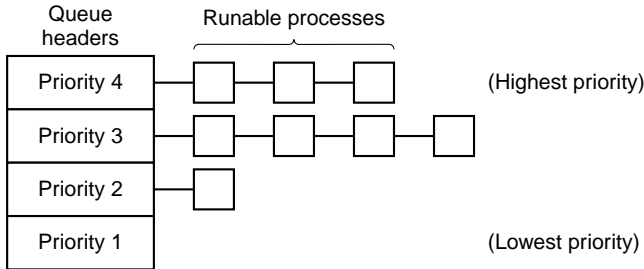 Queue
headers
Runable processes
Priority 4
(Highest priority)
Priority 3
Priority 2
Priority 1
(Lowest priority)